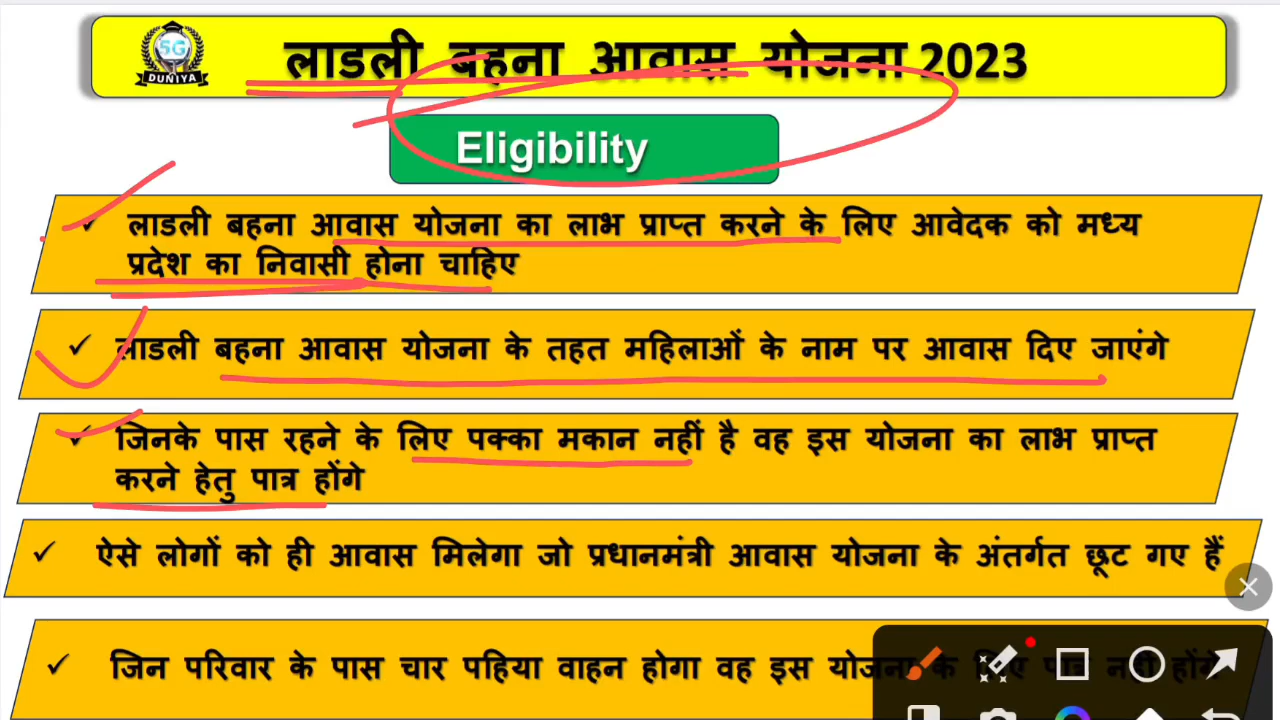 5G
DUNIYA
लाडली बहना आवास योजना 2023
Eligibility
लाडली बहना आवास योजना का लाभ प्राप्त करने के लिए आवेदक को मध्य
प्रदेश का निवासी होना चाहिए
लाडली बहना आवास योजना के तहत महिलाओं के नाम पर आवास दिए जाएंगे
जिनके पास रहने के लिए पक्का मकान नहीं है वह इस योजना का लाभ प्राप्त
करने हेतु पात्र होंगे
ऐसे लोगों को ही आवास मिलेगा जो प्रधानमंत्री आवास योजना के अंतर्गत छूट गए हैं
जिन परिवार के पास चार पहिया वाहन होगा वह इस योजना के लिए पात्र नहीं होंगे